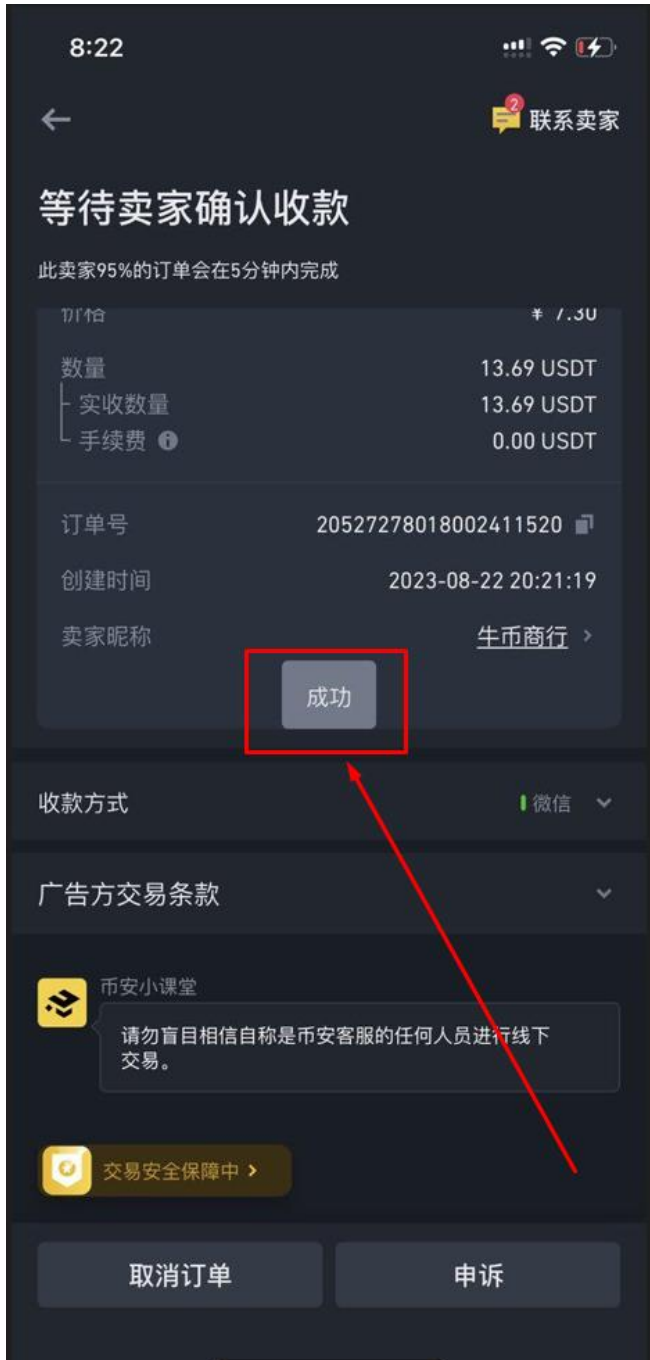 8:22
2
联系卖家
等待卖家确认收款
此卖家95%的订单会在5分钟内完成
价格 ¥ 7.30
数量 13.69 USDT
实收数量 13.69 USDT
手续费 0.00 USDT
订单号 20527278018002411520
创建时间 2023-08-22 20:21:19
卖家昵称 牛币商行
成功
收款方式 微信
广告方交易条款
币安小课堂
请勿盲目相信自称是币安客服的任何人员进行线下
交易。
交易安全保障中
取消订单 申诉